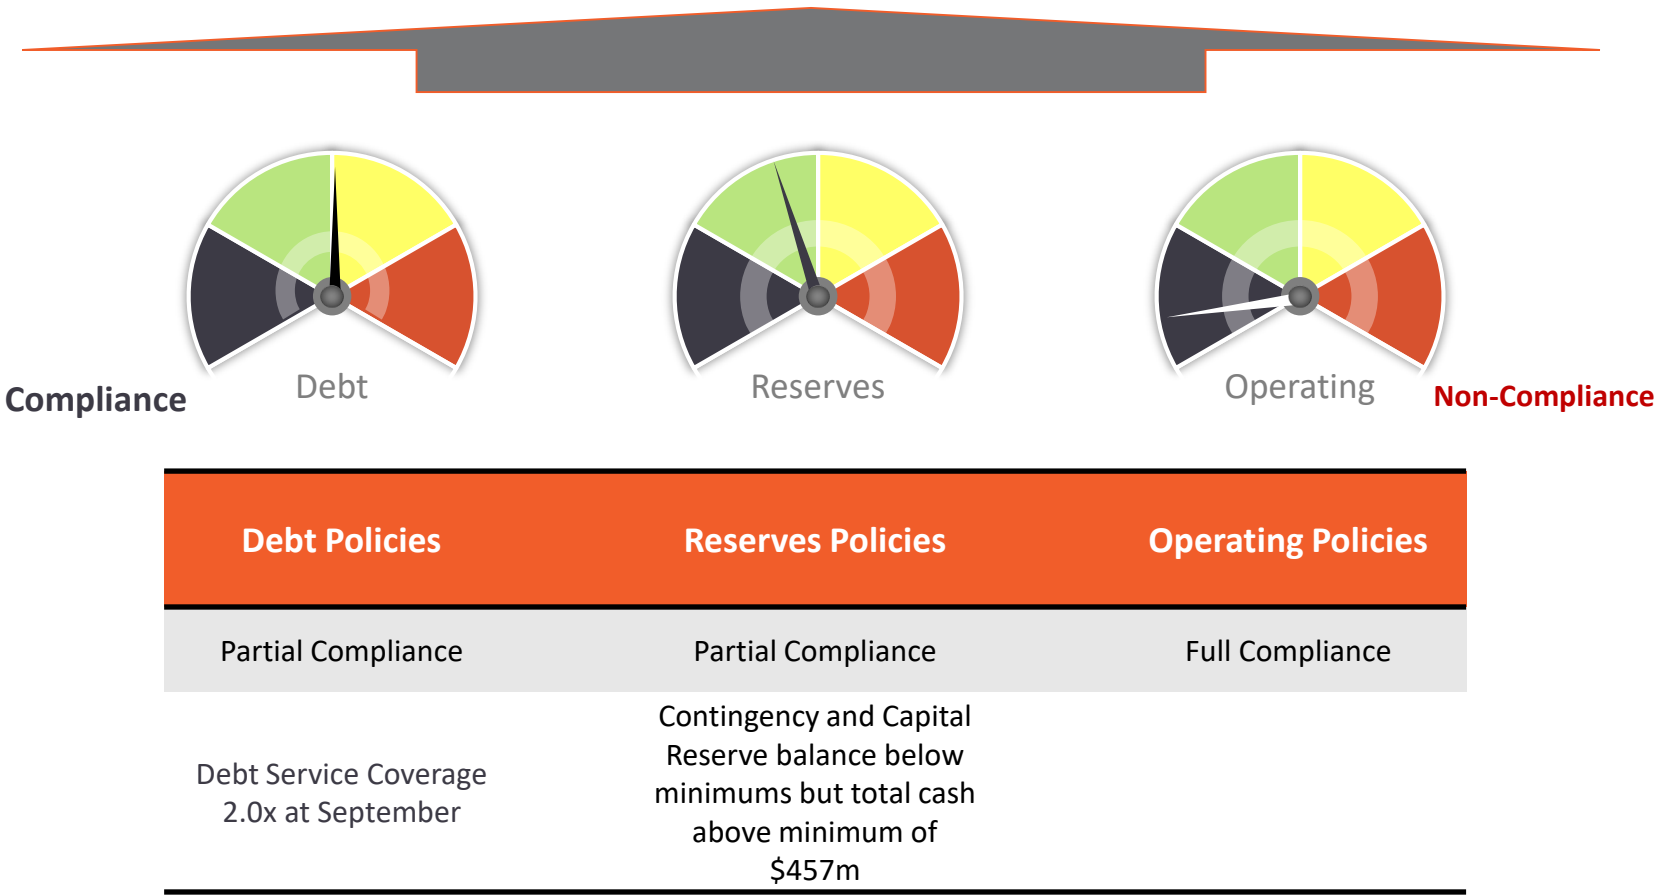 Debt
Reserves
Operating
Compliance
Non-Compliance
Debt Policies
Reserves Policies
Operating Policies
Partial Compliance
Partial Compliance
Full Compliance
Debt Service Coverage
2.0x at September
Contingency and Capital
Reserve balance below
minimums but total cash
above minimum of
$457m